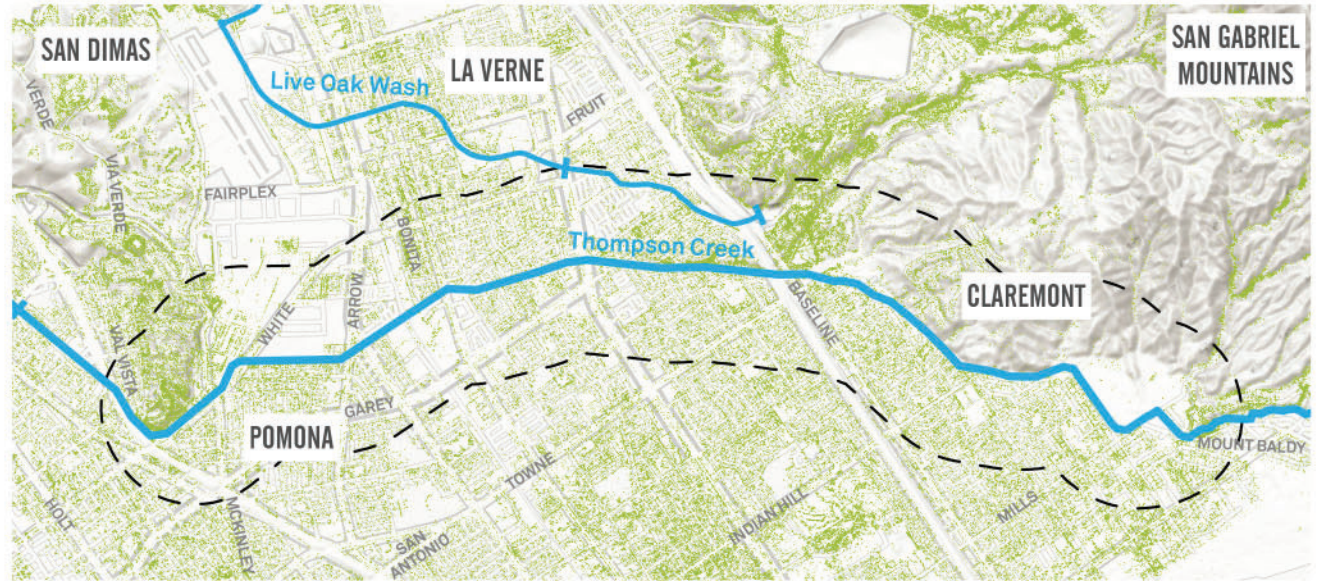 SAN DIMAS
LA VERNE
SAN GABRIEL
MOUNTAINS
Live Oak Wash
VERDE
FRUIT
VIA VERDE
FAIRPLEX
BONITA
Thompson Creek
ARROW
WHITE
BASELINE
CLAREMONT
VAL VISTA
GAREY
POMONA
MOUNT BALDY
TOWNE
HOLT
MCKINLEY
SAN
ANTONIO
INDIAN HILL
MILLS